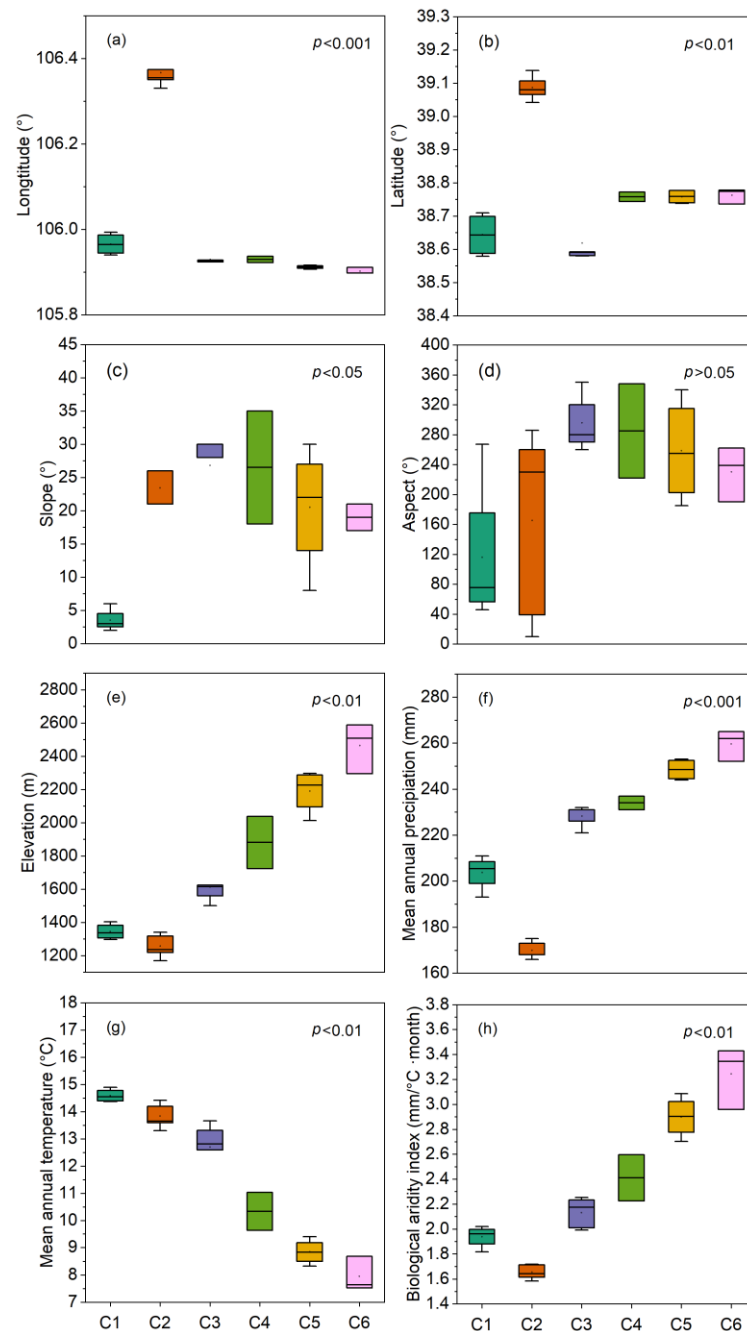 (a)
p<0.001
106.4
106.2
106.0
105.8
Longtitude (°)
(b)
p<0.01
39.3
39.2
39.1
39.0
38.9
38.8
38.7
38.6
38.5
38.4
Latitude (°)
(c)
p<0.05
45
40
35
30
25
20
15
10
5
0
Slope (°)
(d)
p>0.05
400
360
320
280
240
200
160
120
80
40
0
Aspect (°)
(e)
p<0.01
2800
2600
2400
2200
2000
1800
1600
1400
1200
Elevation (m)
(f)
p<0.001
280
260
240
220
200
180
160
Mean annual precipiation (mm)
(g)
p<0.01
18
17
16
15
14
13
12
11
10
9
8
7
Mean annual temperature (°C)
C1 C2 C3 C4 C5 C6
(h)
p<0.01
3.8
3.6
3.4
3.2
3.0
2.8
2.6
2.4
2.2
2.0
1.8
1.6
1.4
Biological aridity index (mm/°C ·month)
C1 C2 C3 C4 C5 C6